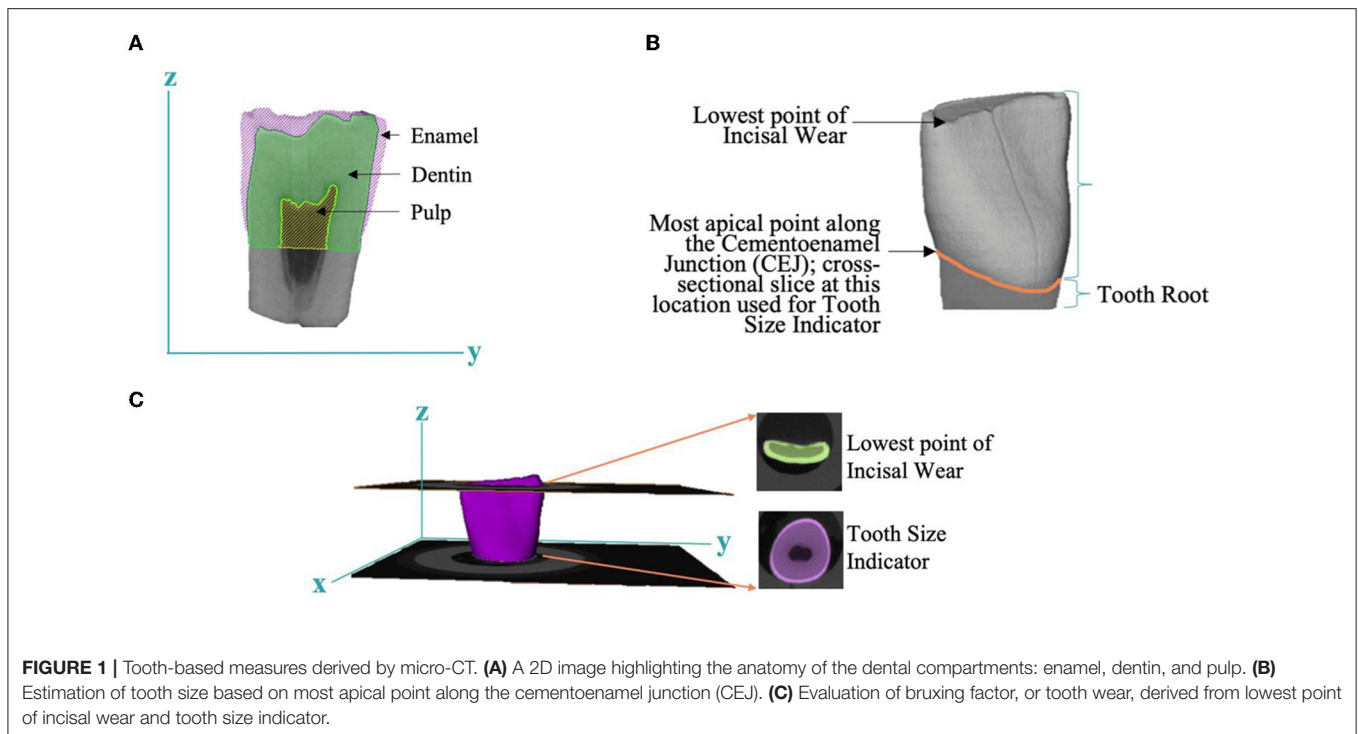 A
z
Enamel
Dentin
Pulp
y
B
Lowest point of
Incisal Wear
Most apical point along
the Cementoenamel
Junction (CEJ); cross-
sectional slice at this
location used for Tooth
Size Indicator
Tooth Root
C
z
y
x
Lowest point of
Incisal Wear
Tooth Size
Indicator
FIGURE 1 | Tooth-based measures derived by micro-CT. (A) A 2D image highlighting the anatomy of the dental compartments: enamel, dentin, and pulp. (B)
Estimation of tooth size based on most apical point along the cementoenamel junction (CEJ). (C) Evaluation of bruxing factor, or tooth wear, derived from lowest point
of incisal wear and tooth size indicator.